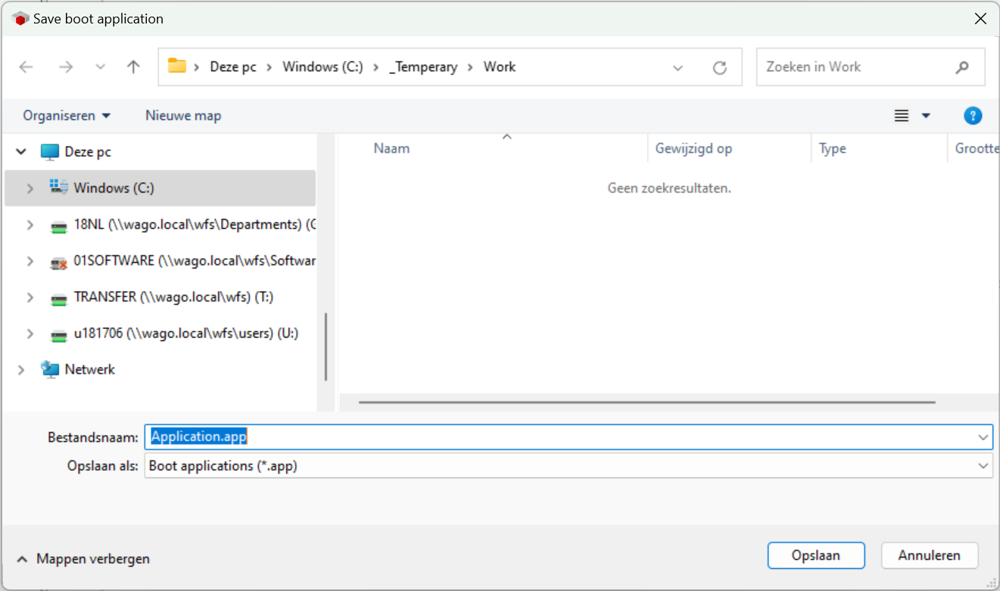 Save boot application
Deze pc > Windows (C:) > _Temperary > Work
Zoeken in Work
Organiseren
Nieuwe map
?
Deze pc
Windows (C:)
18NL (\\wago.local\wfs\Departments) (G
01SOFTWARE (\\wago.local\wfs\Softwar
TRANSFER (\\wago.local\wfs) (T:)
u181706 (\\wago.local\wfs\users) (U:)
Netwerk
Naam
Gewijzigd op
Type
Grootte
Geen zoekresultaten.
Bestandsnaam: Application.app
Opslaan als: Boot applications (*.app)
Mappen verbergen
Opslaan
Annuleren